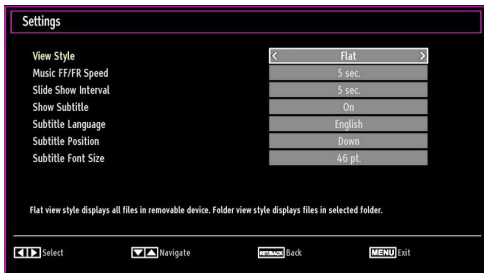 Settings
View Style < Flat >
Music FF/FR Speed 5 sec.
Slide Show Interval 5 sec.
Show Subtitle On
Subtitle Language English
Subtitle Position Down
Subtitle Font Size 46 pt.
Flat view style displays all files in removable device. Folder view style displays files in selected folder.
Select Navigate RET/BACK Back MENU Exit